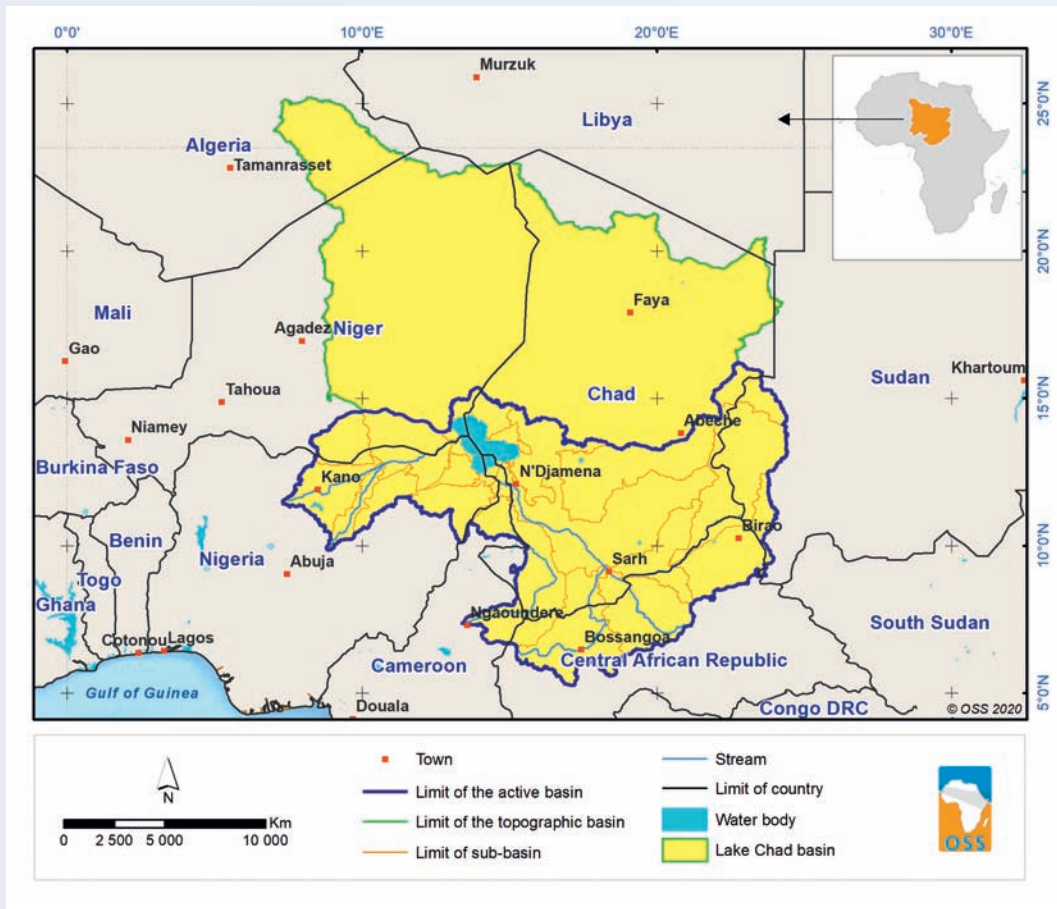 0°0'
10°0'E
20°0'E
30°0'E
Murzuk
25°0'N
Libya
Algeria
Tamanrasset
20°0'N
Faya
Mali
Agadez
Niger
Gao
Khartoum
Sudan
Chad
Tahoua
15°0'N
Abeche
Niamey
Burkina Faso
Kano
N'Djamena
Birao
Benin
10°0'N
Nigeria
Abuja
Sarh
Togo
Ghana
Ngaoundere
South Sudan
Cotonou
Lagos
Bossangoa
Cameroon
Central African Republic
Gulf of Guinea
5°0'N
Douala
Congo DRC
© OSS 2020
N
Km
0 2 500 5 000 10 000
Town
Limit of the active basin
Limit of the topographic basin
Limit of sub-basin
Stream
Limit of country
Water body
Lake Chad basin
OSS